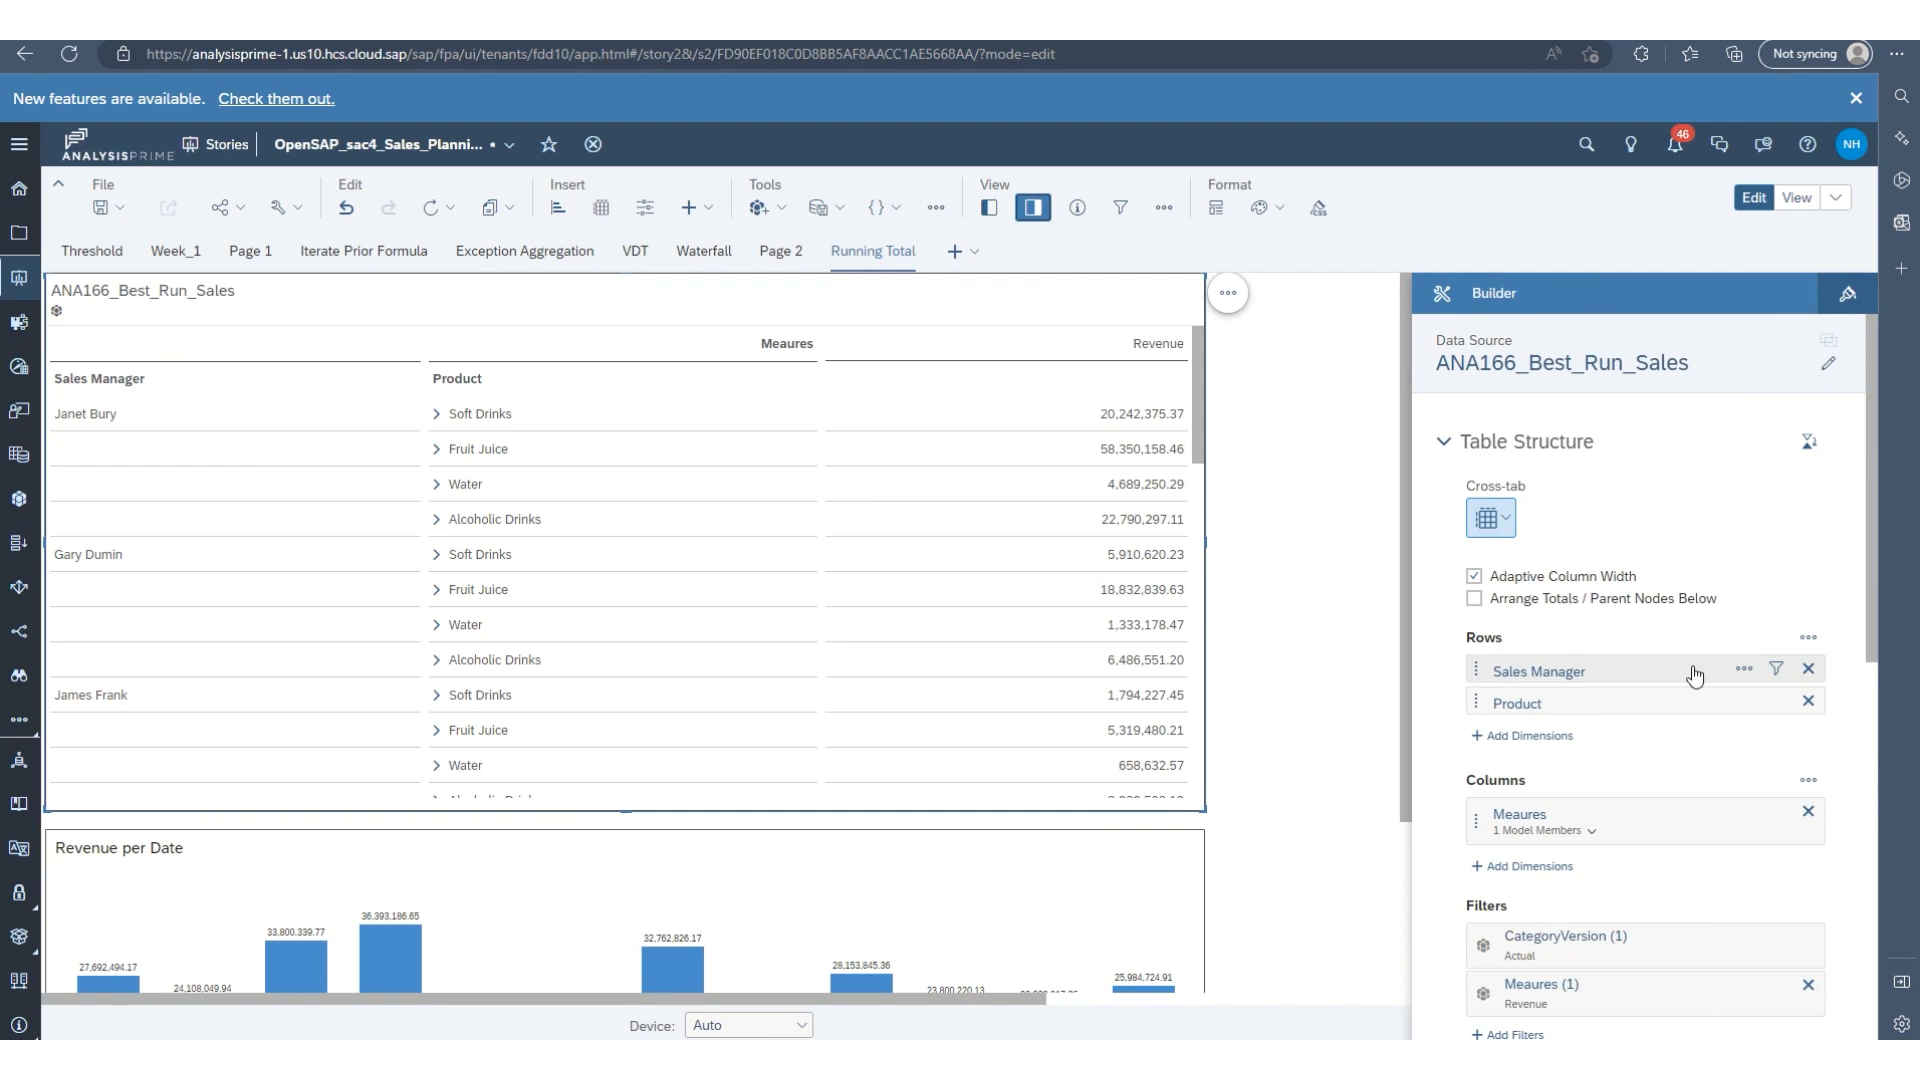 https://analysisprime-1.us10.hcs.cloud.sap/sap/fpa/ui/tenants/fdd10/app.html#/story2&/s2/FD90EF018C0D8BB5AF8AACC1AE5668AA/?mode=edit
Not syncing
New features are available. Check them out.
ANALYSISPRIME Stories OpenSAP_sac4_Sales_Planni... * 46 NH
File Edit Insert Tools View Format
Edit View
Threshold Week_1 Page 1 Iterate Prior Formula Exception Aggregation VDT Waterfall Page 2 Running Total
ANA166_Best_Run_Sales
Meaures Revenue
Sales Manager Product
Janet Bury Soft Drinks 20,242,375.37
Fruit Juice 58,350,158.46
Water 4,689,250.29
Alcoholic Drinks 22,790,297.11
Gary Dumin Soft Drinks 5,910,620.23
Fruit Juice 18,832,839.63
Water 1,333,178.47
Alcoholic Drinks 6,486,551.20
James Frank Soft Drinks 1,794,227.45
Fruit Juice 5,319,480.21
Water 658,632.57
Revenue per Date
27,692,494.17
24,108,049.94
33,800,339.77
36,393,186.65
32,762,826.17
28,153,845.36
23,800,220.13
25,984,724.91
Device: Auto
Builder
Data Source
ANA166_Best_Run_Sales
Table Structure
Cross-tab
Adaptive Column Width
Arrange Totals / Parent Nodes Below
Rows
Sales Manager
Product
+ Add Dimensions
Columns
Meaures
1 Model Members
+ Add Dimensions
Filters
CategoryVersion (1)
Actual
Meaures (1)
Revenue
+ Add Filters